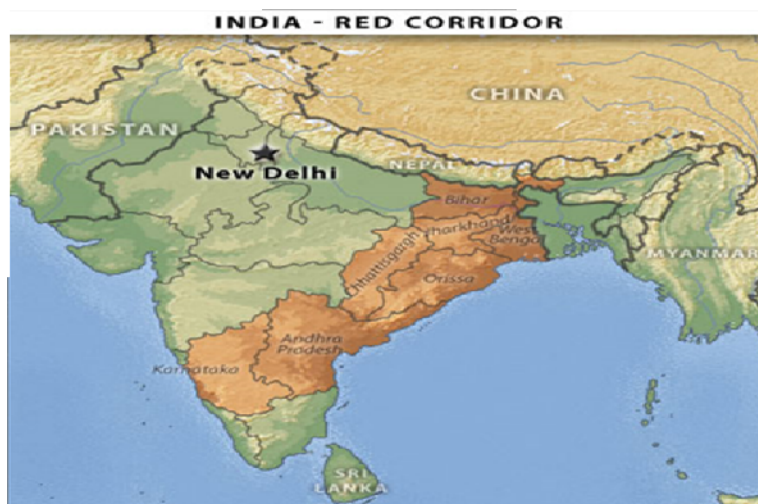 INDIA - RED CORRIDOR
CHINA
PAKISTAN
New Delhi
NEPAL
Bihar
Jharkhand
West
Bengal
Chhattisgarh
Orissa
MYANMAR
Andhra
Pradesh
Karnataka
SRI
LANKA